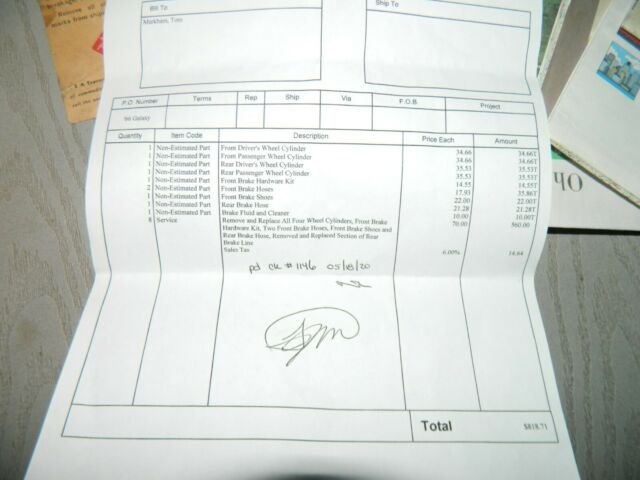 beverage
Remove all
marks from ship
Bill To
Ship To
Markham, Tom
P.O. Number Terms Rep Ship Via F.O.B. Project
'66 Galaxy
Quantity Item Code Description Price Each Amount
1 Non-Estimated Part Front Driver's Wheel Cylinder 34.66 34.66T
1 Non-Estimated Part Front Passenger Wheel Cylinder 34.66 34.66T
1 Non-Estimated Part Rear Driver's Wheel Cylinder 35.53 35.53T
1 Non-Estimated Part Rear Passenger Wheel Cylinder 35.53 35.53T
1 Non-Estimated Part Front Brake Hardware Kit 14.55 14.55T
2 Non-Estimated Part Front Brake Hoses 17.93 35.86T
1 Non-Estimated Part Front Brake Shoes 22.00 22.00T
1 Non-Estimated Part Rear Brake Hose 21.28 21.28T
1 Non-Estimated Part Brake Fluid and Cleaner 10.00 10.00T
8 Service Remove and Replace All Four Wheel Cylinders, Front Brake 70.00 560.00
Hardware Kit, Two Front Brake Hoses, Front Brake Shoes and
Rear Brake Hose, Removed and Replaced Section of Rear
Brake Line
Sales Tax 6.00% 14.64
pd ck #1146 05/18/20
Total $818.71
Oh